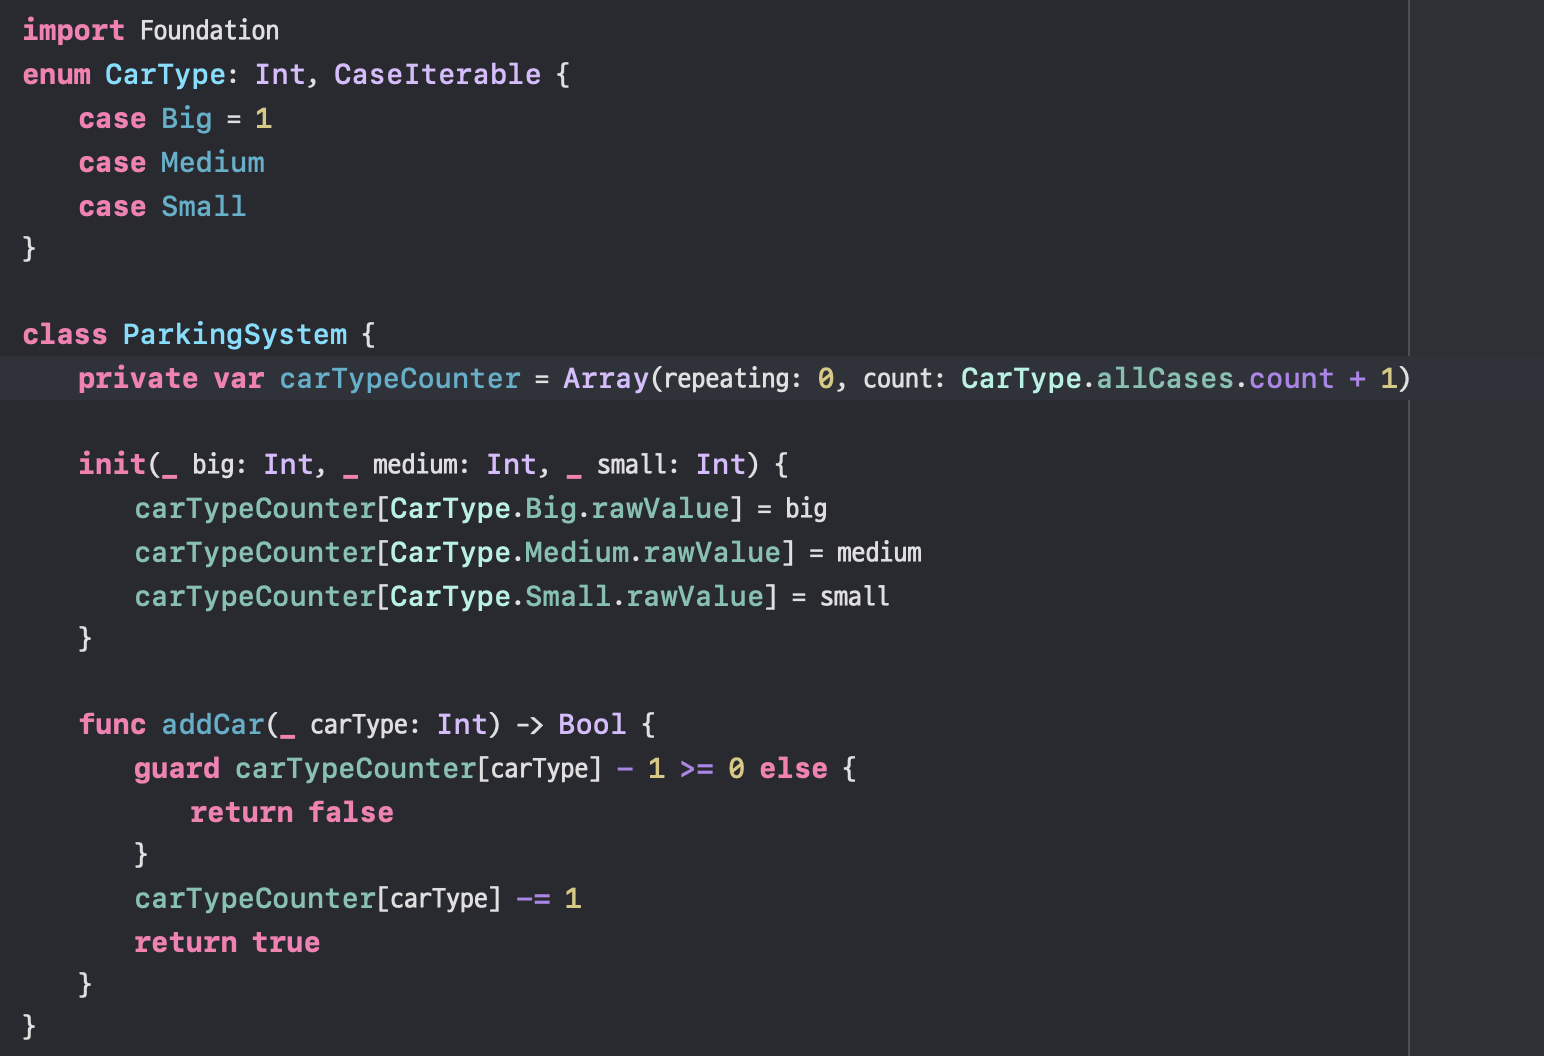 import Foundation
enum CarType: Int, CaseIterable {
    case Big = 1
    case Medium
    case Small
}

class ParkingSystem {
    private var carTypeCounter = Array(repeating: 0, count: CarType.allCases.count + 1)

    init(_ big: Int, _ medium: Int, _ small: Int) {
        carTypeCounter[CarType.Big.rawValue] = big
        carTypeCounter[CarType.Medium.rawValue] = medium
        carTypeCounter[CarType.Small.rawValue] = small
    }

    func addCar(_ carType: Int) -> Bool {
        guard carTypeCounter[carType] - 1 >= 0 else {
            return false
        }
        carTypeCounter[carType] -= 1
        return true
    }
}